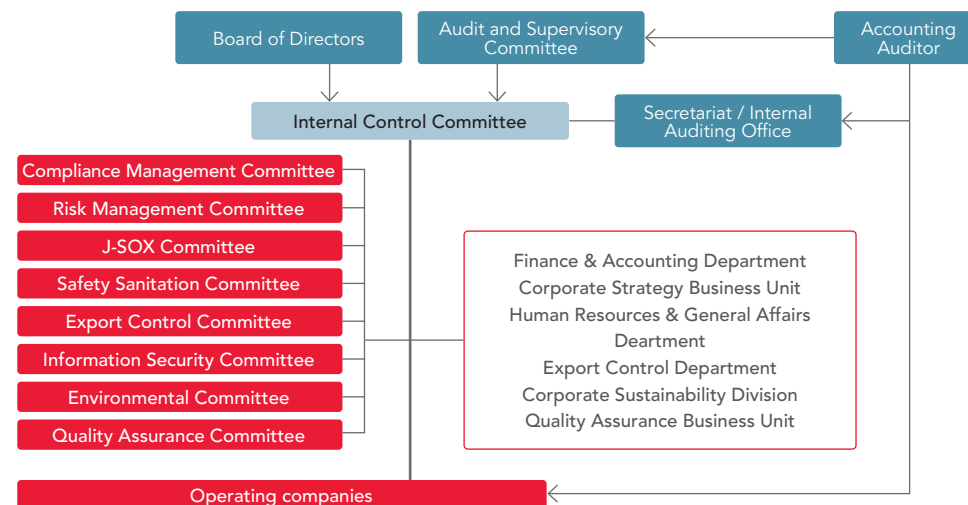 Board of Directors
Audit and Supervisory
Committee
Accounting
Auditor
Internal Control Committee
Secretariat / Internal
Auditing Office
Compliance Management Committee
Risk Management Committee
J-SOX Committee
Safety Sanitation Committee
Export Control Committee
Information Security Committee
Environmental Committee
Quality Assurance Committee
Finance & Accounting Department
Corporate Strategy Business Unit
Human Resources & General Affairs
Deartment
Export Control Department
Corporate Sustainability Division
Quality Assurance Business Unit
Operating companies